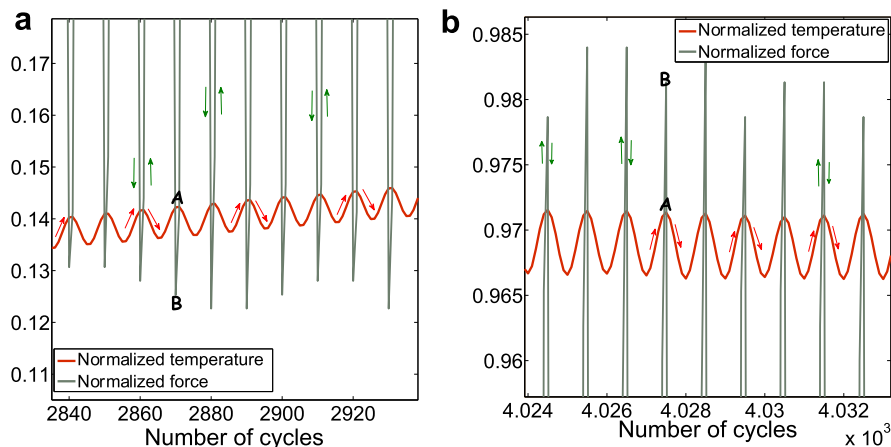 a
0.17
0.16
0.15
0.14
0.13
0.12
0.11
A
B
Normalized temperature
Normalized force
2840 2860 2880 2900 2920
Number of cycles
b
0.985
0.98
0.975
0.97
0.965
0.96
Normalized temperature
Normalized force
B
A
4.024 4.026 4.028 4.03 4.032
Number of cycles
x 10³